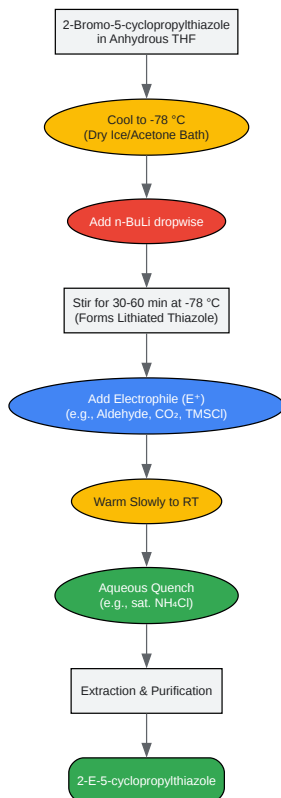 2-Bromo-5-cyclopropylthiazole
in Anhydrous THF
Cool to -78 °C
(Dry Ice/Acetone Bath)
Add n-BuLi dropwise
Stir for 30-60 min at -78 °C
(Forms Lithiated Thiazole)
Add Electrophile (E⁺)
(e.g., Aldehyde, CO₂, TMSCl)
Warm Slowly to RT
Aqueous Quench
(e.g., sat. NH₄Cl)
Extraction & Purification
2-E-5-cyclopropylthiazole